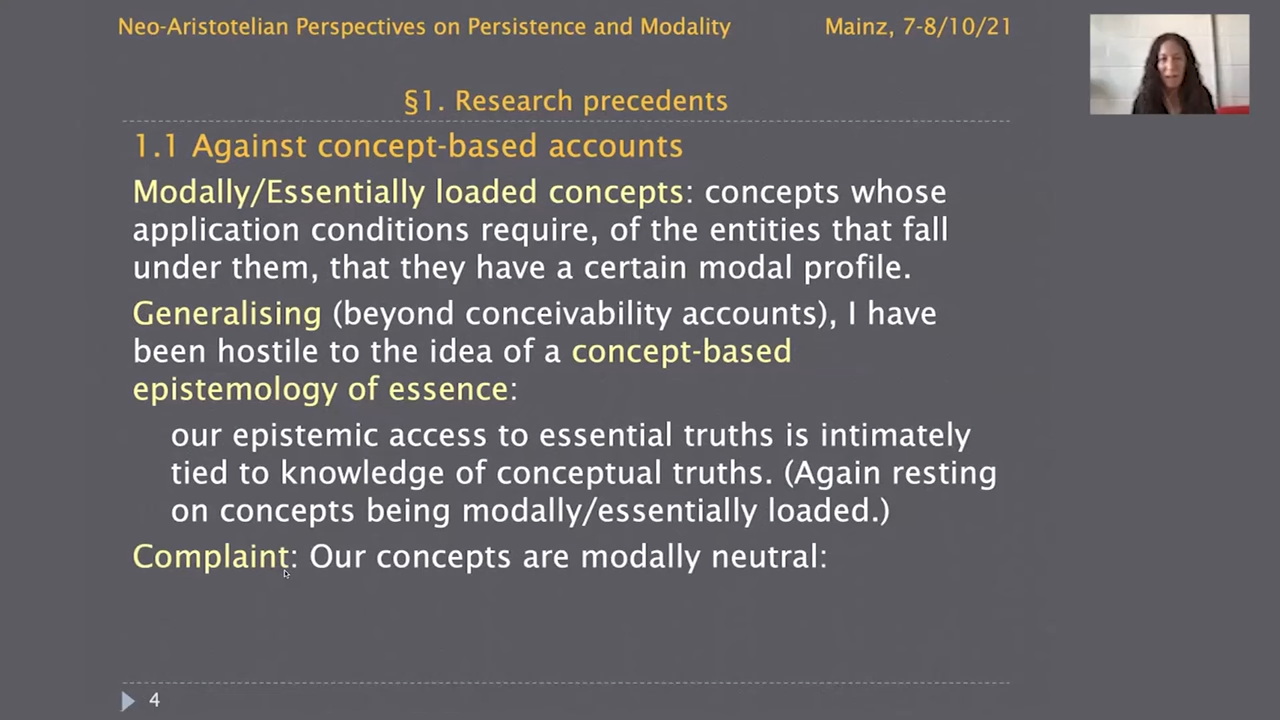 Neo-Aristotelian Perspectives on Persistence and Modality Mainz, 7-8/10/21
§1. Research precedents
1.1 Against concept-based accounts
Modally/Essentially loaded concepts: concepts whose
application conditions require, of the entities that fall
under them, that they have a certain modal profile.
Generalising (beyond conceivability accounts), I have
been hostile to the idea of a concept-based
epistemology of essence:
our epistemic access to essential truths is intimately
tied to knowledge of conceptual truths. (Again resting
on concepts being modally/essentially loaded.)
Complaint: Our concepts are modally neutral:
4